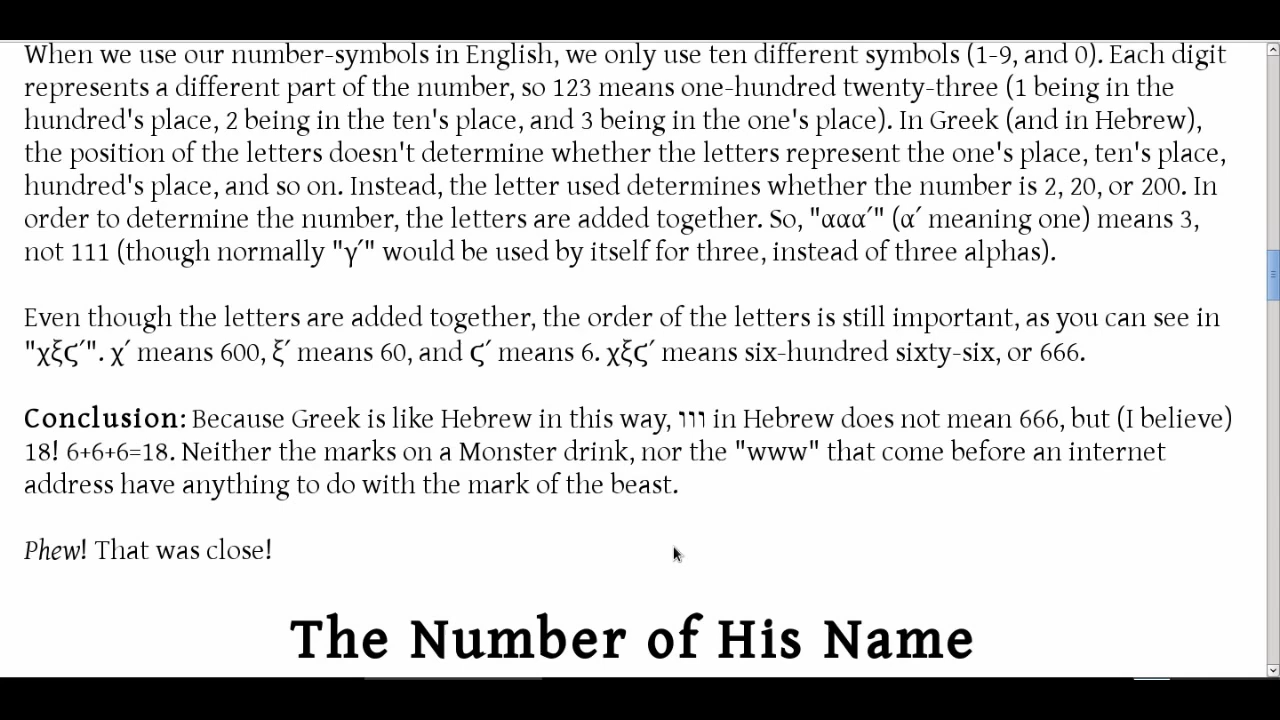 When we use our number-symbols in English, we only use ten different symbols (1-9, and 0). Each digit
represents a different part of the number, so 123 means one-hundred twenty-three (1 being in the
hundred's place, 2 being in the ten's place, and 3 being in the one's place). In Greek (and in Hebrew),
the position of the letters doesn't determine whether the letters represent the one's place, ten's place,
hundred's place, and so on. Instead, the letter used determines whether the number is 2, 20, or 200. In
order to determine the number, the letters are added together. So, "ααα´" (α´ meaning one) means 3,
not 111 (though normally "γ´" would be used by itself for three, instead of three alphas).
Even though the letters are added together, the order of the letters is still important, as you can see in
"χξϛ´". χ´ means 600, ξ´ means 60, and ϛ´ means 6. χξϛ´ means six-hundred sixty-six, or 666.
Conclusion: Because Greek is like Hebrew in this way, ווו in Hebrew does not mean 666, but (I believe)
18! 6+6+6=18. Neither the marks on a Monster drink, nor the "www" that come before an internet
address have anything to do with the mark of the beast.
Phew! That was close!
The Number of His Name